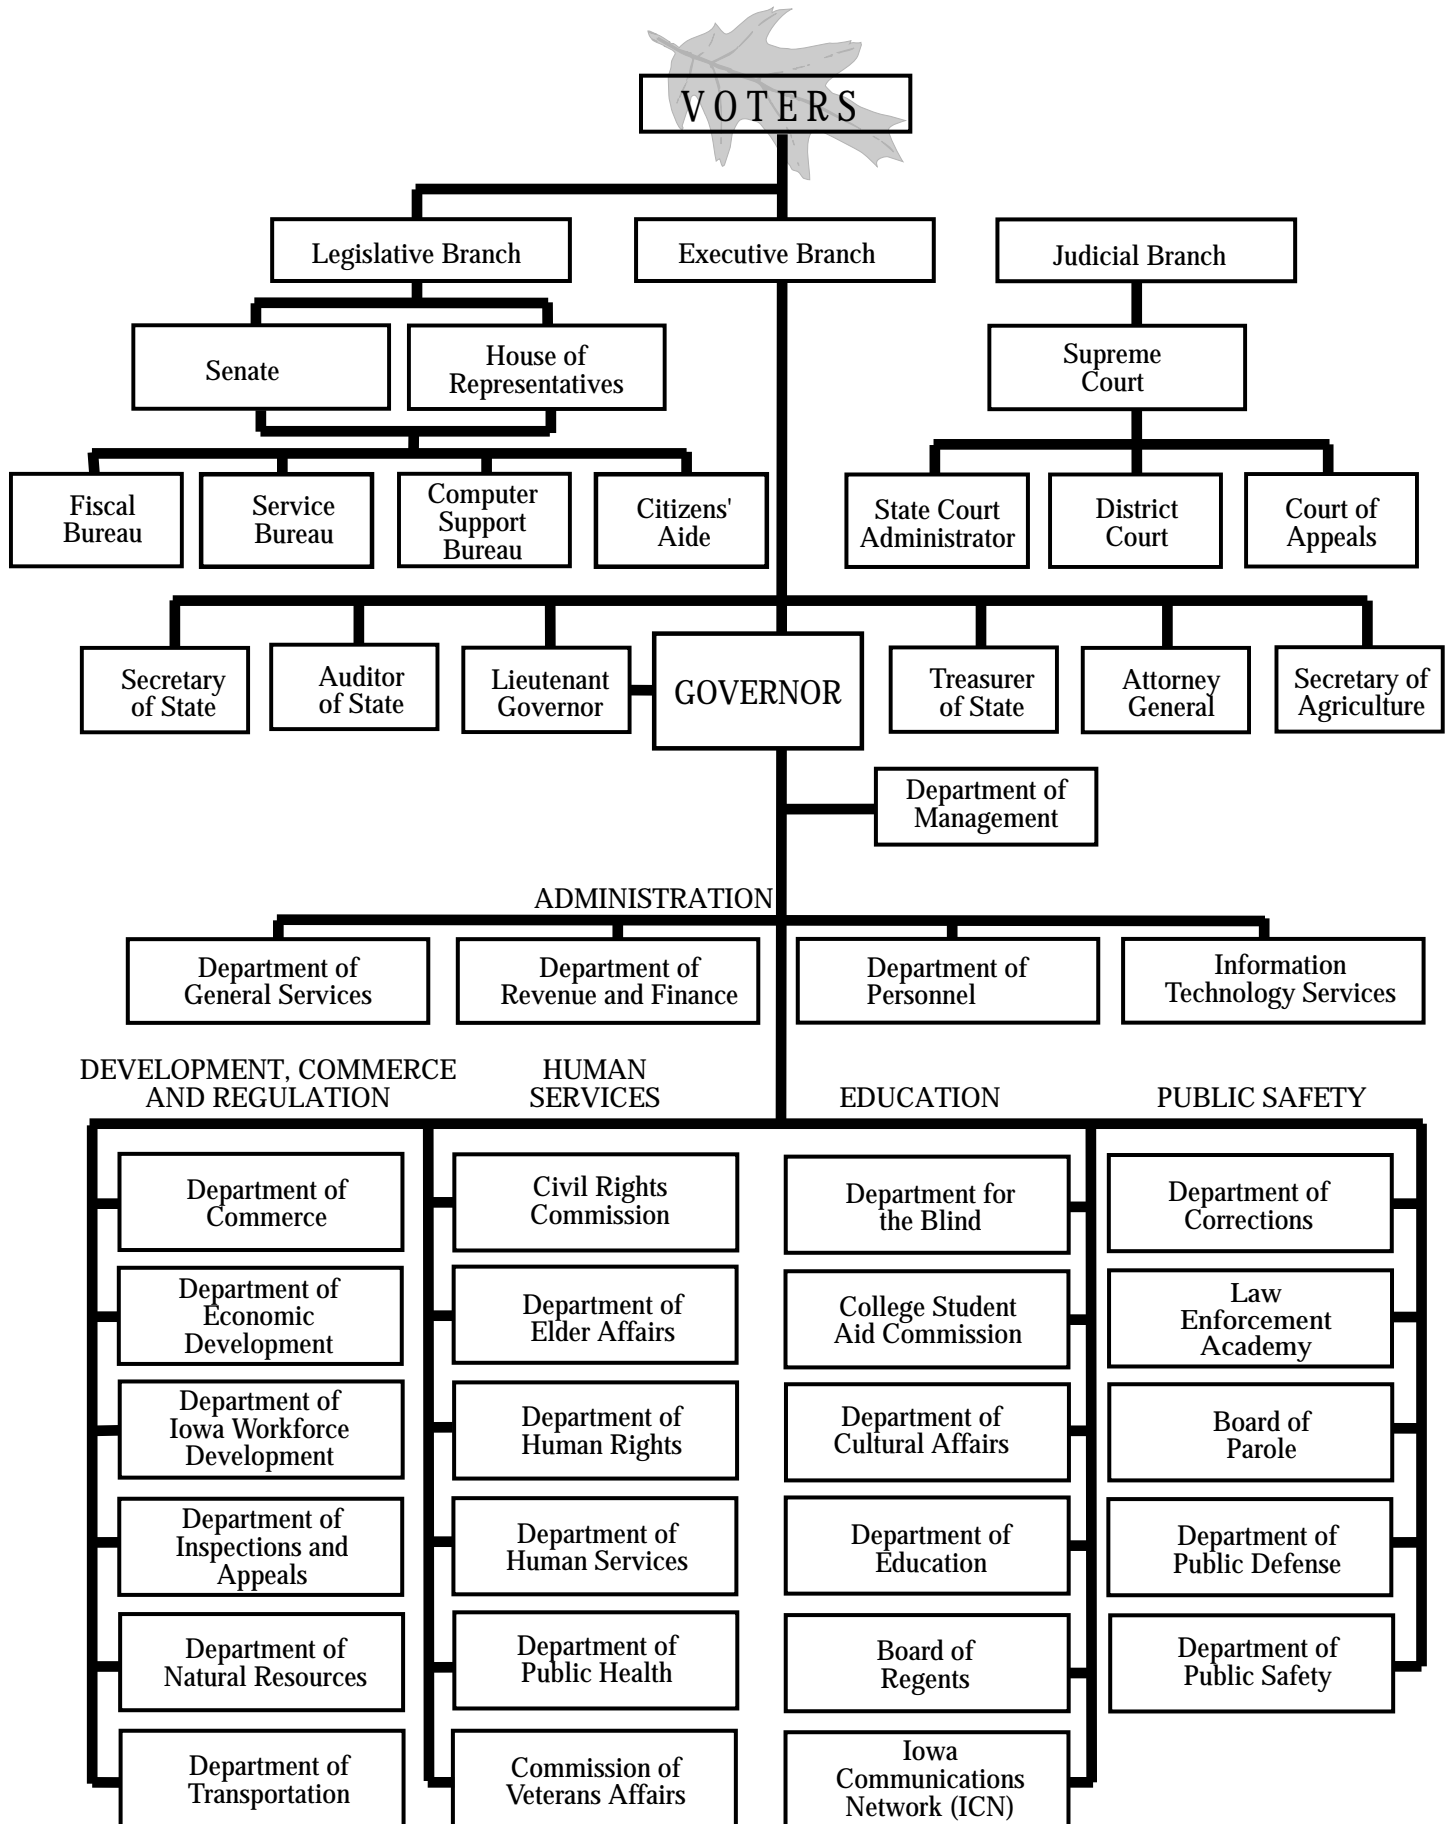 VOTERS
Legislative Branch
Executive Branch
Judicial Branch
Senate
House of
Representatives
Supreme
Court
Fiscal
Bureau
Service
Bureau
Computer
Support
Bureau
Citizens'
Aide
State Court
Administrator
District
Court
Court of
Appeals
Secretary
of State
Auditor
of State
Lieutenant
Governor
GOVERNOR
Treasurer
of State
Attorney
General
Secretary of
Agriculture
Department of
Management
ADMINISTRATION
Department of
General Services
Department of
Revenue and Finance
Department of
Personnel
Information
Technology Services
DEVELOPMENT, COMMERCE
AND REGULATION
Department of
Commerce
Department of
Economic
Development
Department of
Iowa Workforce
Development
Department of
Inspections and
Appeals
Department of
Natural Resources
Department of
Transportation
HUMAN
SERVICES
Civil Rights
Commission
Department of
Elder Affairs
Department of
Human Rights
Department of
Human Services
Department of
Public Health
Commission of
Veterans Affairs
EDUCATION
Department for
the Blind
College Student
Aid Commission
Department of
Cultural Affairs
Department of
Education
Board of
Regents
Iowa
Communications
Network (ICN)
PUBLIC SAFETY
Department of
Corrections
Law
Enforcement
Academy
Board of
Parole
Department of
Public Defense
Department of
Public Safety